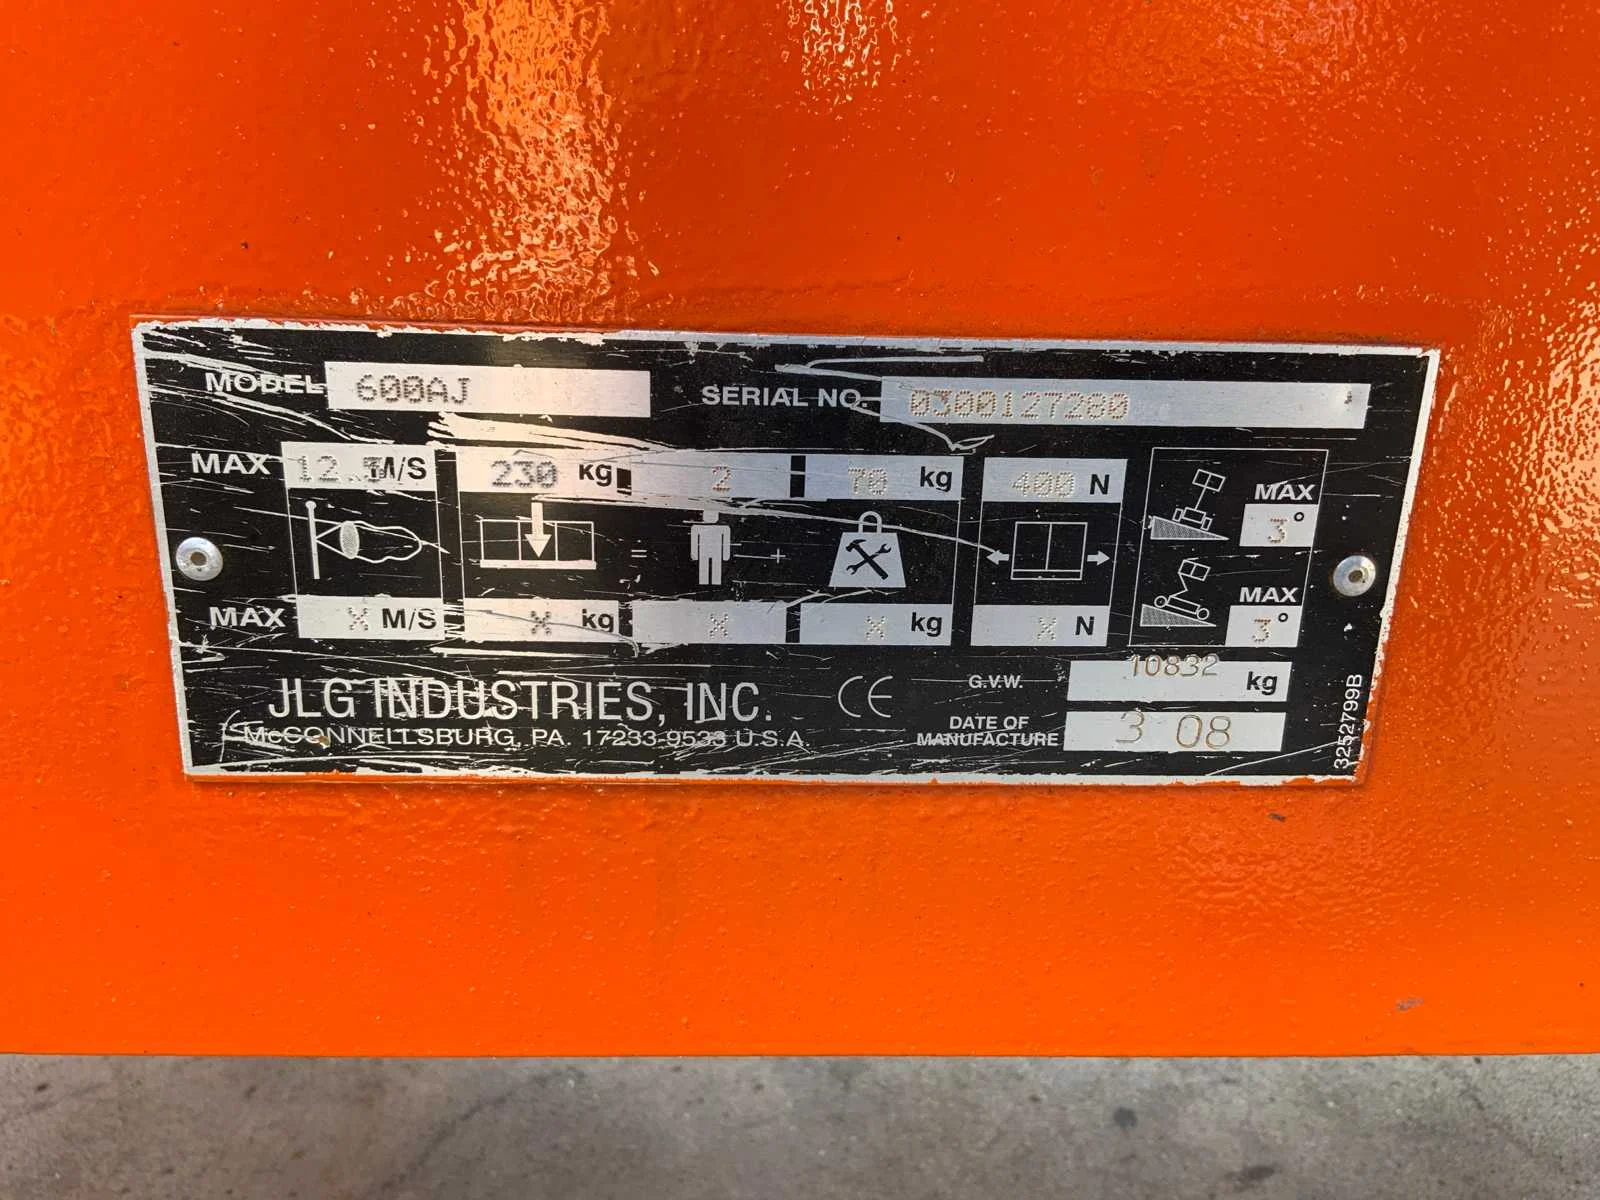 MODEL 600AJ SERIAL NO. 0300127280
MAX 12.5 M/S 230 kg 2 70 kg 400 N
MAX 3°
= +
MAX 3°
MAX X M/S X kg X X kg X N
G.V.W. 10832 kg
JLG INDUSTRIES, INC. CE
McCONNELLSBURG, PA. 17233-9533 U.S.A.
DATE OF MANUFACTURE 3 08
3252799B